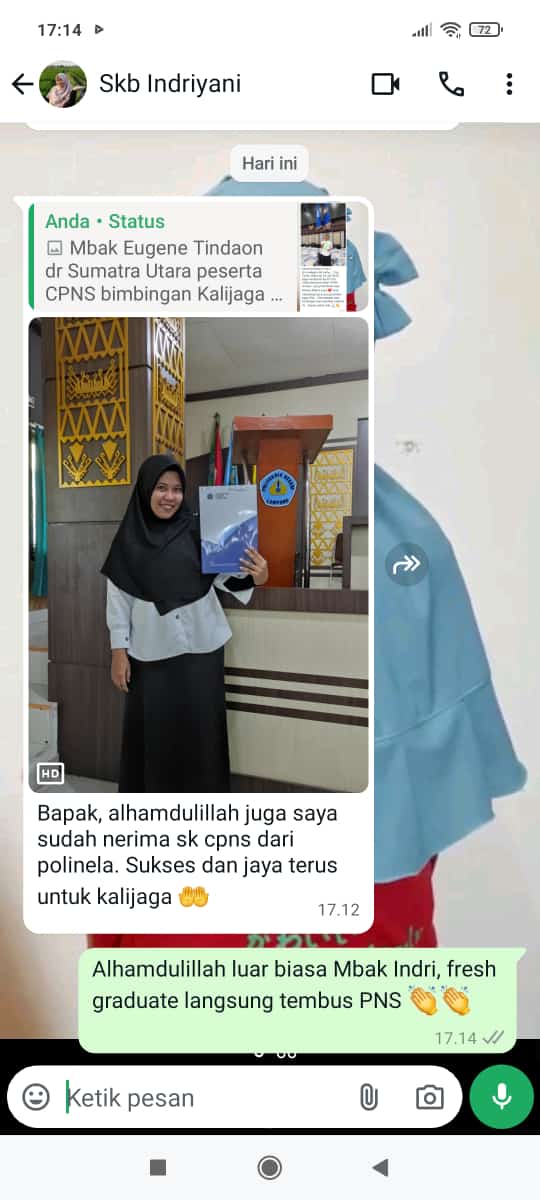 17:14
72
Skb Indriyani
Hari ini
Anda • Status
Mbak Eugene Tindaon
dr Sumatra Utara peserta
CPNS bimbingan Kalijaga ...
HD
Bapak, alhamdulillah juga saya
sudah nerima sk cpns dari
polinela. Sukses dan jaya terus
untuk kalijaga 🤲
17.12
Alhamdulillah luar biasa Mbak Indri, fresh
graduate langsung tembus PNS 👏👏
17.14
Ketik pesan